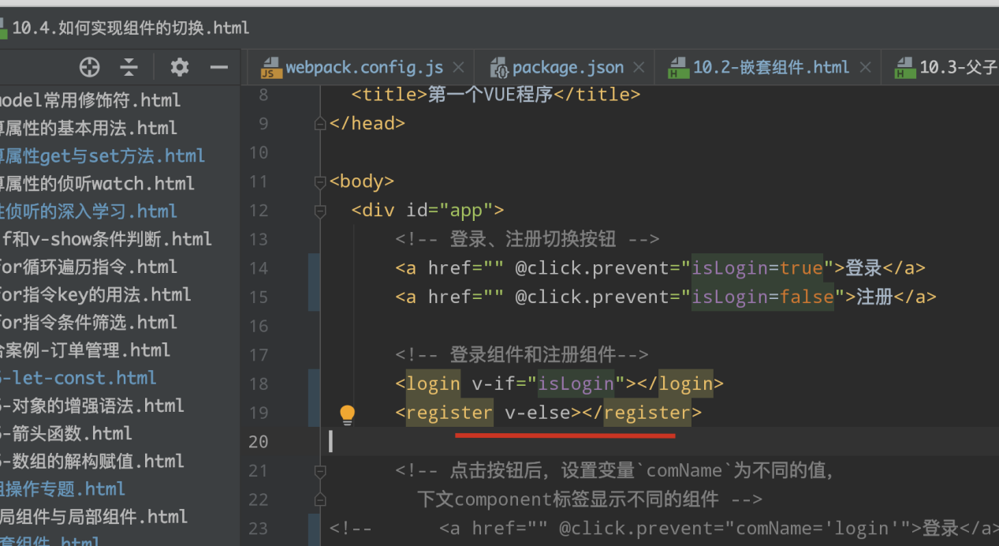 10.4.如何实现组件的切换.html
webpack.config.js
package.json
10.2-嵌套组件.html
10.3-父子
model常用修饰符.html
属性的基本用法.html
属性get与set方法.html
属性的侦听watch.html
侦听的深入学习.html
f和v-show条件判断.html
for循环遍历指令.html
for指令key的用法.html
for指令条件筛选.html
案例-订单管理.html
-let-const.html
-对象的增强语法.html
-箭头函数.html
-数组的解构赋值.html
操作专题.html
局组件与局部组件.html
套组件.html
8 <title>第一个VUE程序</title>
9 </head>
10
11 <body>
12 <div id="app">
13 <!-- 登录、注册切换按钮 -->
14 <a href="" @click.prevent="isLogin=true">登录</a>
15 <a href="" @click.prevent="isLogin=false">注册</a>
16
17 <!-- 登录组件和注册组件-->
18 <login v-if="isLogin"></login>
19 <register v-else></register>
20
21 <!-- 点击按钮后，设置变量`comName`为不同的值，
22 下文component标签显示不同的组件 -->
23 <!-- <a href="" @click.prevent="comName='login'">登录</a>